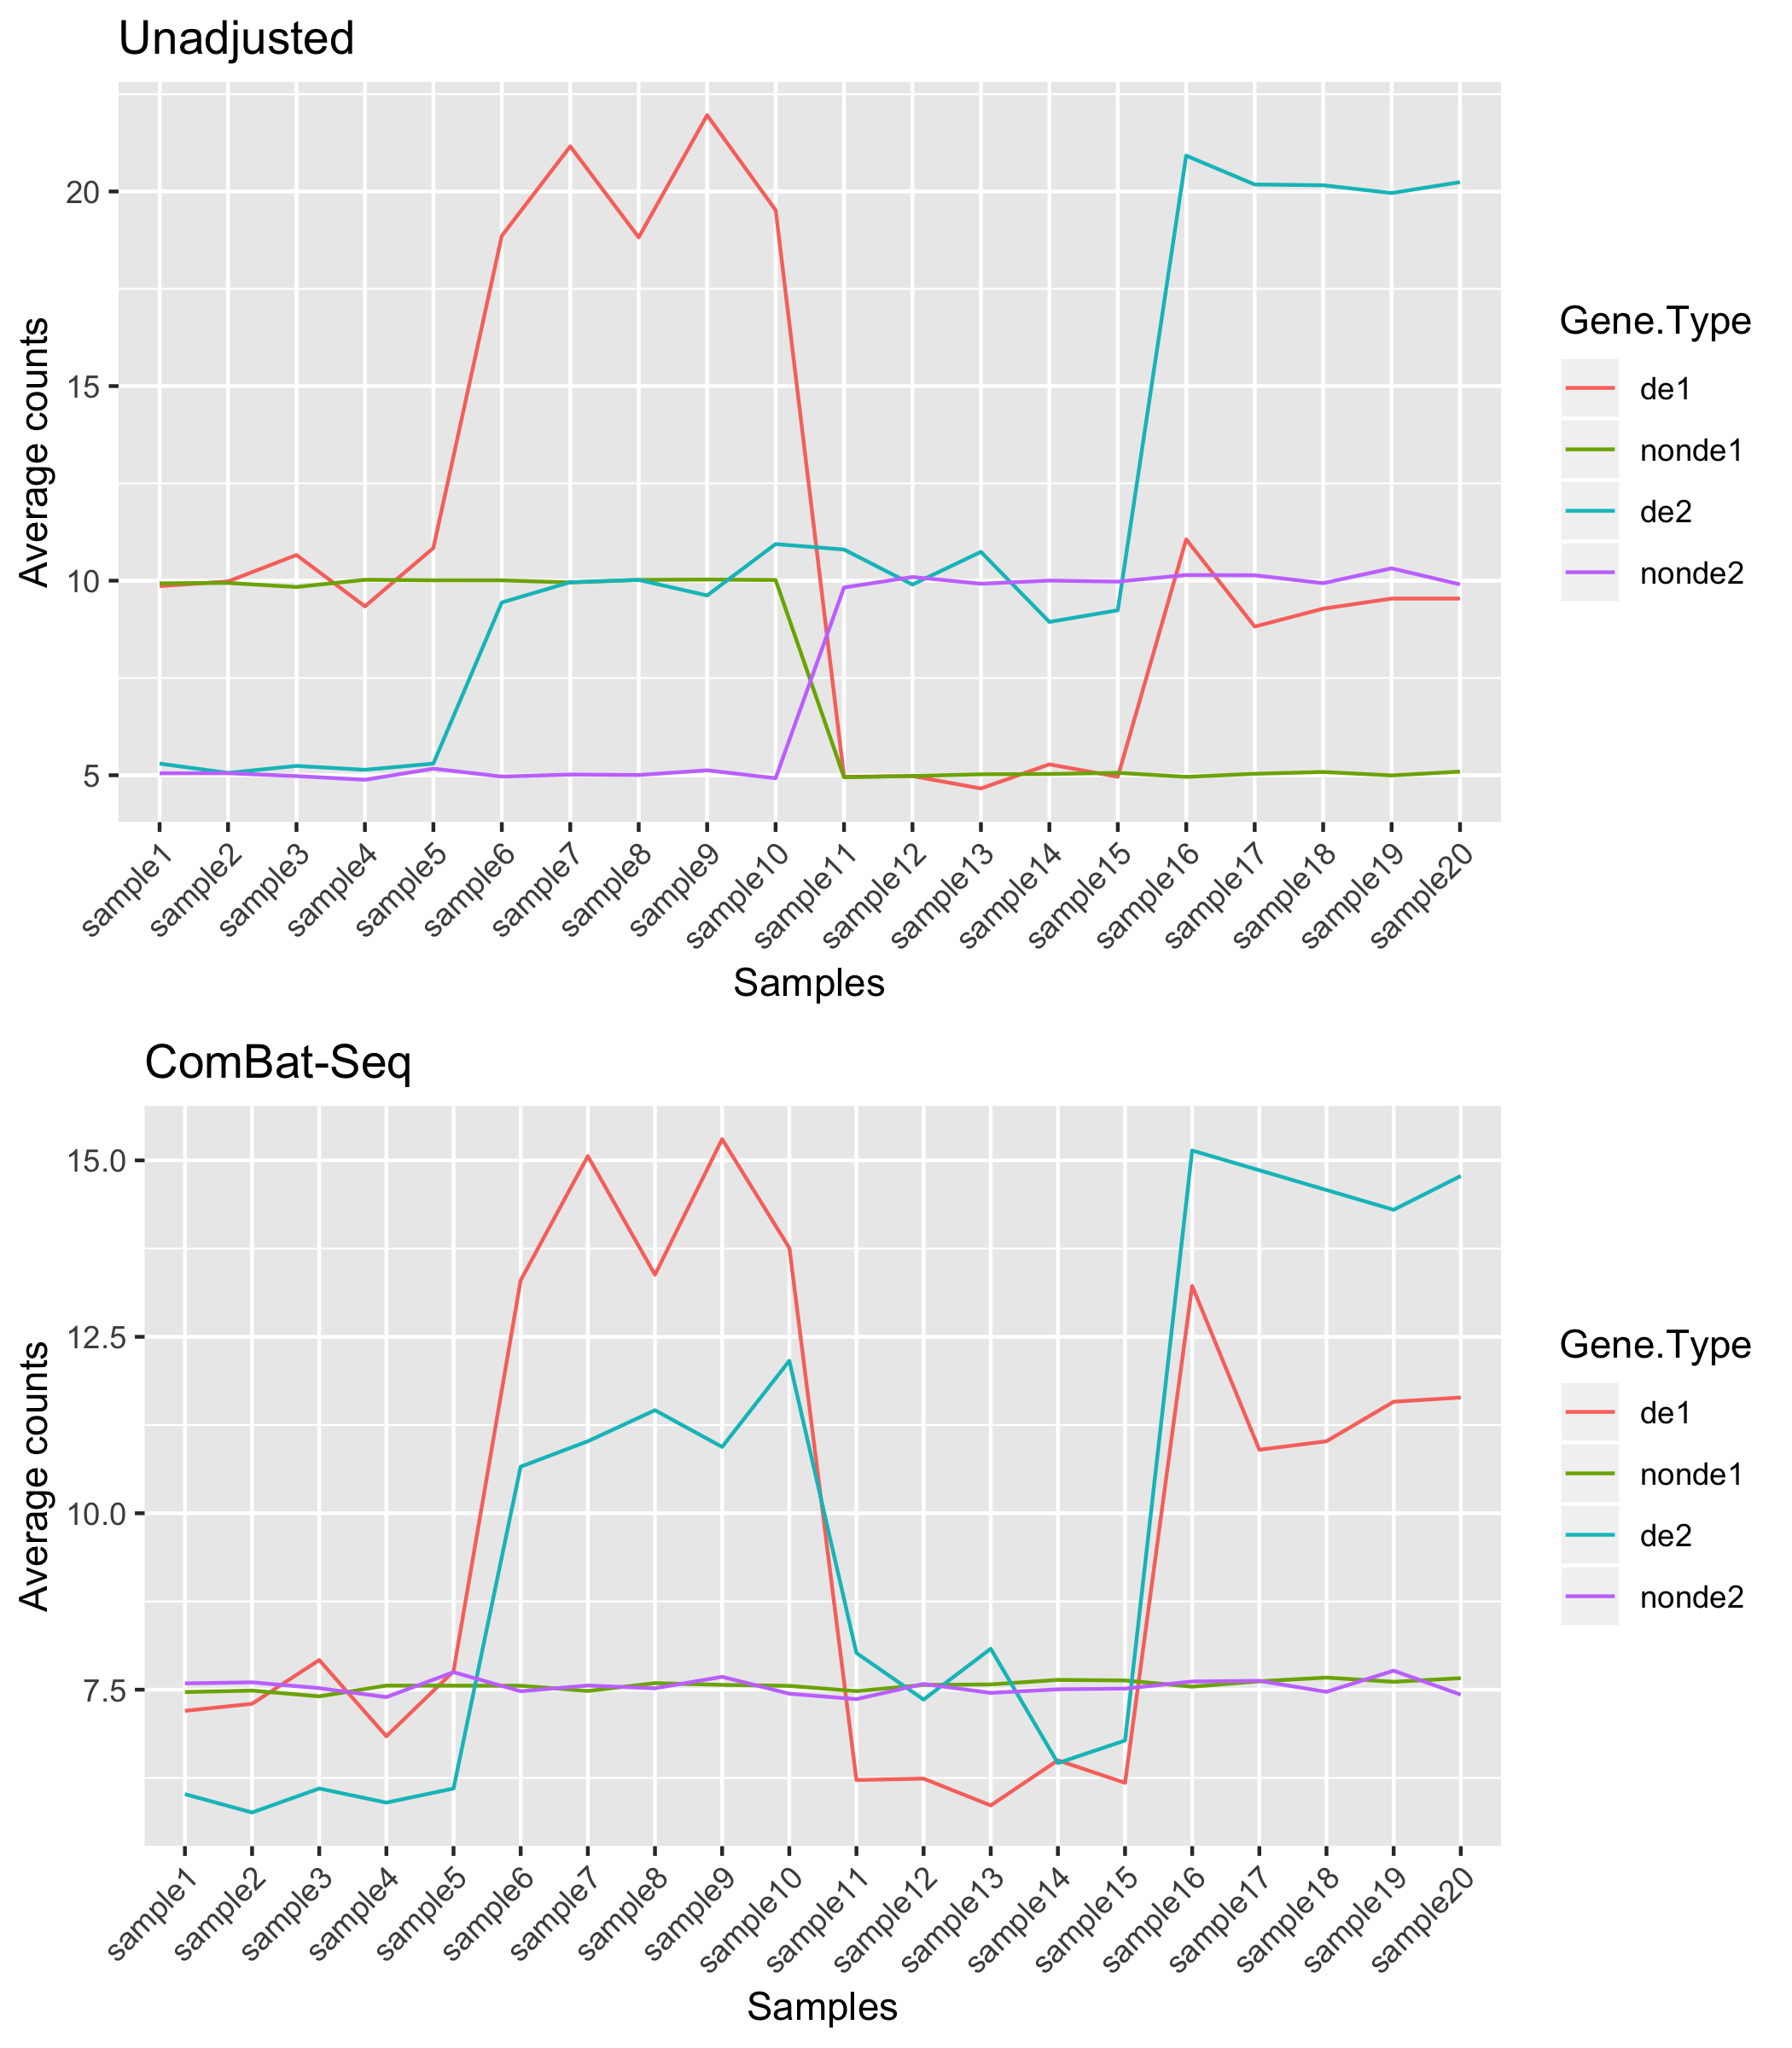 Unadjusted
Average counts
20
15
10
5
sample1
sample2
sample3
sample4
sample5
sample6
sample7
sample8
sample9
sample10
sample11
sample12
sample13
sample14
sample15
sample16
sample17
sample18
sample19
sample20
Samples
Gene.Type
de1
nonde1
de2
nonde2
ComBat-Seq
Average counts
15.0
12.5
10.0
7.5
sample1
sample2
sample3
sample4
sample5
sample6
sample7
sample8
sample9
sample10
sample11
sample12
sample13
sample14
sample15
sample16
sample17
sample18
sample19
sample20
Samples
Gene.Type
de1
nonde1
de2
nonde2